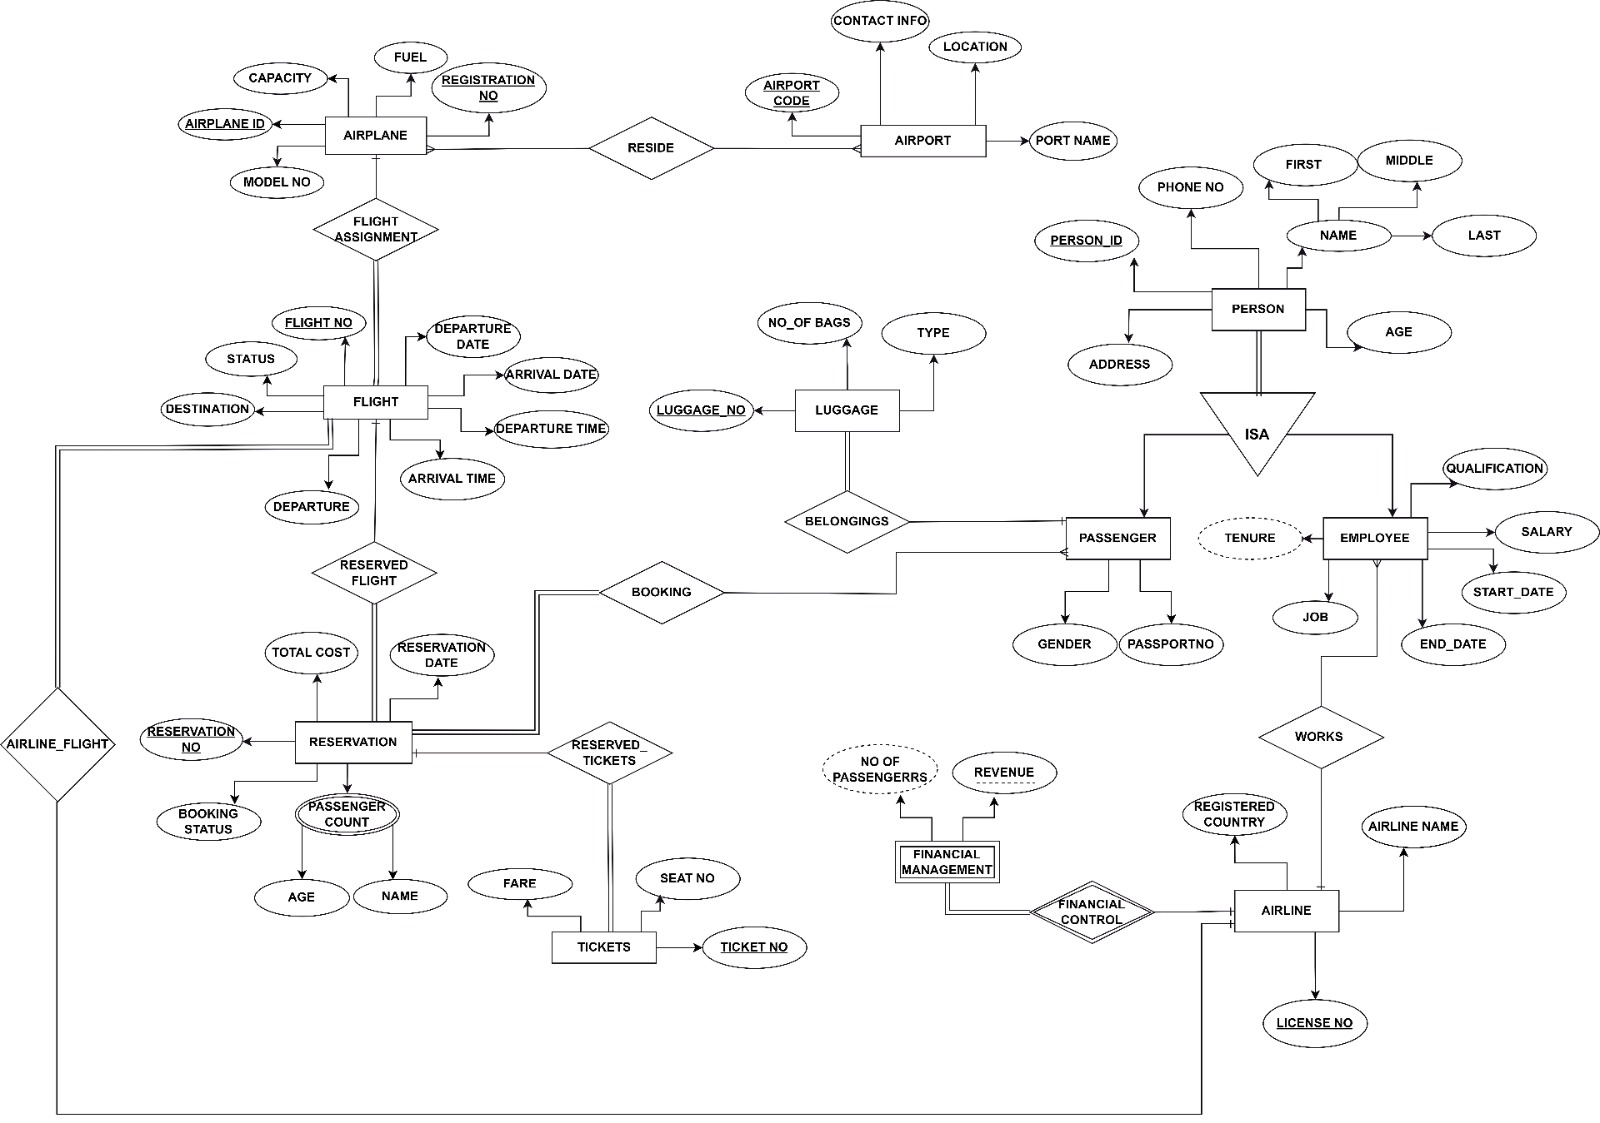 CONTACT INFO
LOCATION
FUEL
CAPACITY
REGISTRATION
NO
AIRPORT
CODE
AIRPLANE ID
AIRPLANE
RESIDE
AIRPORT
PORT NAME
MODEL NO
FIRST
MIDDLE
PHONE NO
FLIGHT
ASSIGNMENT
PERSON_ID
NAME
LAST
FLIGHT NO
DEPARTURE
DATE
NO_OF BAGS
TYPE
PERSON
AGE
STATUS
ARRIVAL DATE
ADDRESS
DESTINATION
FLIGHT
LUGGAGE_NO
LUGGAGE
DEPARTURE TIME
ISA
ARRIVAL TIME
QUALIFICATION
DEPARTURE
BELONGINGS
PASSENGER
TENURE
EMPLOYEE
SALARY
RESERVED
FLIGHT
BOOKING
START_DATE
JOB
TOTAL COST
RESERVATION
DATE
GENDER
PASSPORTNO
END_DATE
RESERVATION
NO
RESERVATION
AIRLINE_FLIGHT
RESERVED_
TICKETS
WORKS
NO OF
PASSENGERRS
REVENUE
BOOKING
STATUS
PASSENGER
COUNT
REGISTERED
COUNTRY
AIRLINE NAME
FINANCIAL
MANAGEMENT
AGE
NAME
FARE
SEAT NO
FINANCIAL
CONTROL
AIRLINE
TICKETS
TICKET NO
LICENSE NO